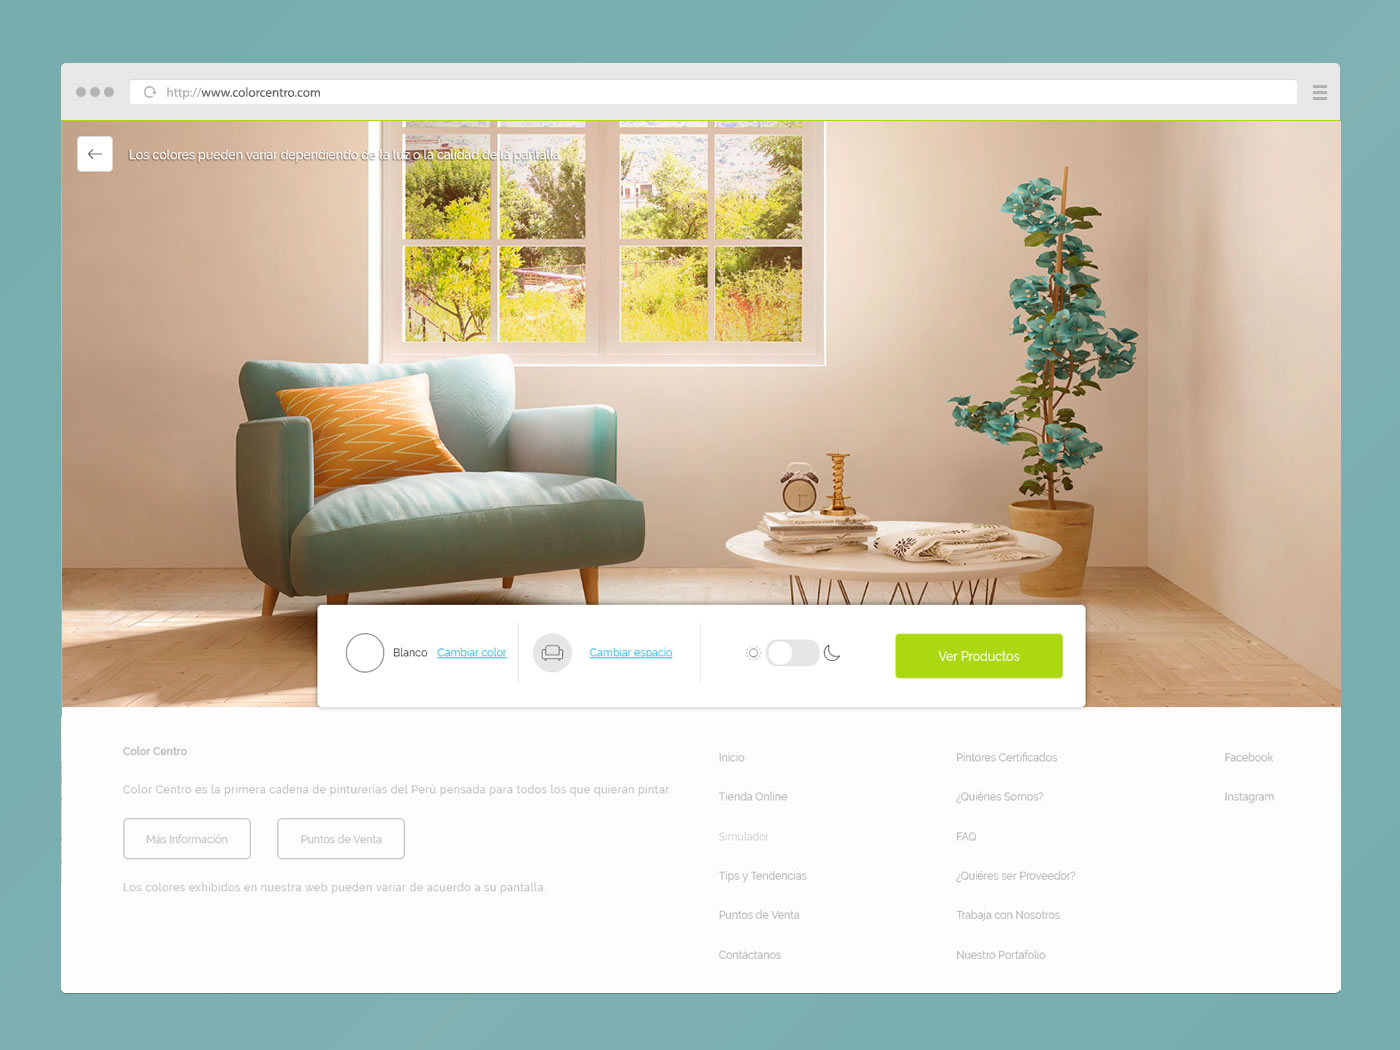 http://www.colorcentro.com
Los colores pueden variar dependiendo de la luz o la calidad de la pantalla
Blanco
Cambiar color
Cambiar espacio
Ver Productos
Color Centro
Color Centro es la primera cadena de pinturerías del Perú pensada para todos los que quieran pintar.
Más Información
Puntos de Venta
Los colores exhibidos en nuestra web pueden variar de acuerdo a su pantalla.
Inicio
Tienda Online
Simulador
Tips y Tendencias
Puntos de Venta
Contáctanos
Pintores Certificados
¿Quiénes Somos?
FAQ
¿Quiéres ser Proveedor?
Trabaja con Nosotros
Nuestro Portafolio
Facebook
Instagram